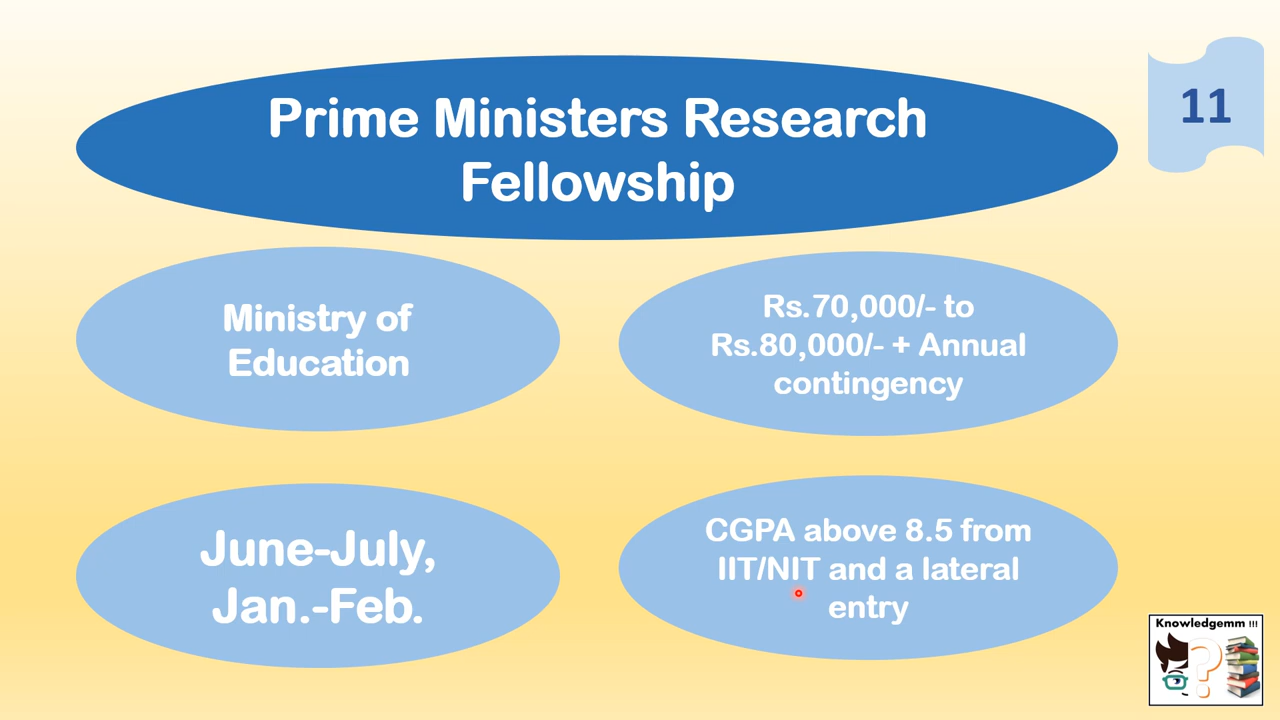 Prime Ministers Research
Fellowship
11
Ministry of
Education
Rs.70,000/- to
Rs.80,000/- + Annual
contingency
June-July,
Jan.-Feb.
CGPA above 8.5 from
IIT/NIT and a lateral
entry
Knowledgemm !!!
?